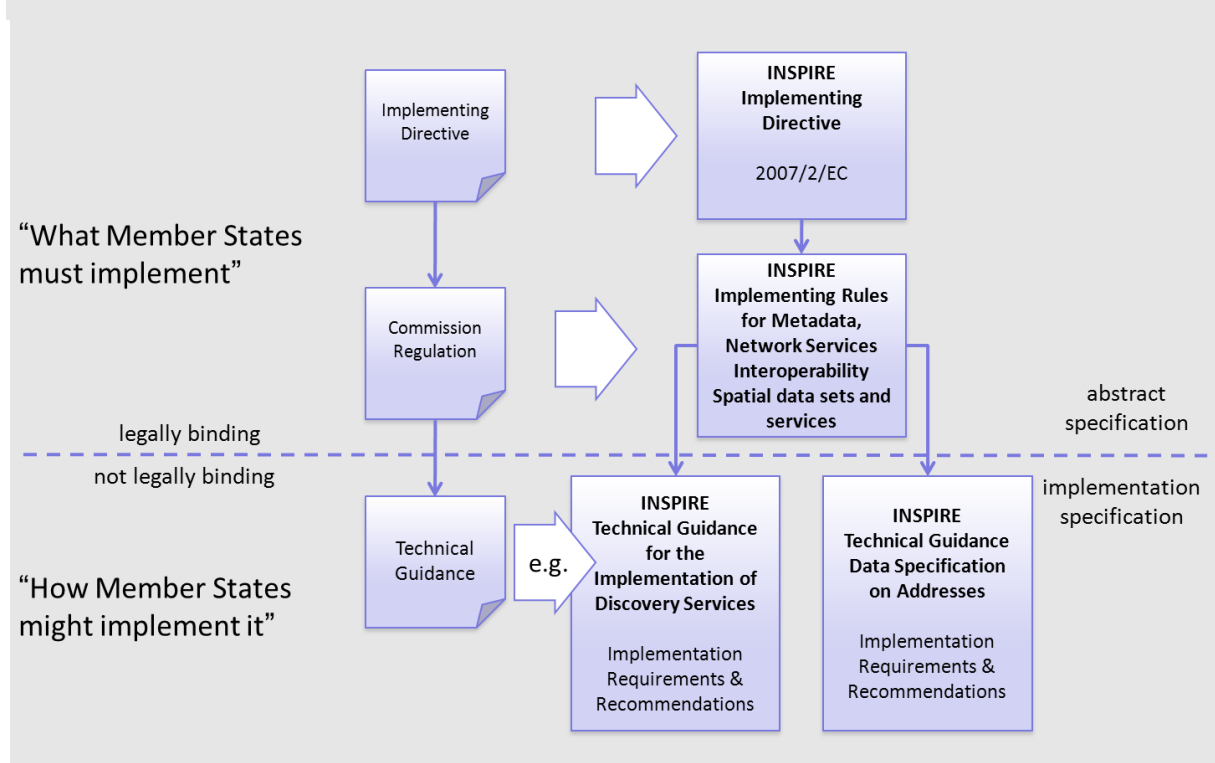 Implementing
Directive
INSPIRE
Implementing
Directive
2007/2/EC
“What Member States
must implement”
Commission
Regulation
INSPIRE
Implementing Rules
for Metadata,
Network Services
Interoperability
Spatial data sets and
services
abstract
specification
legally binding
not legally binding
implementation
specification
“How Member States
might implement it”
Technical
Guidance
e.g.
INSPIRE
Technical Guidance
for the
Implementation of
Discovery Services
Implementation
Requirements &
Recommendations
INSPIRE
Technical Guidance
Data Specification
on Addresses
Implementation
Requirements &
Recommendations